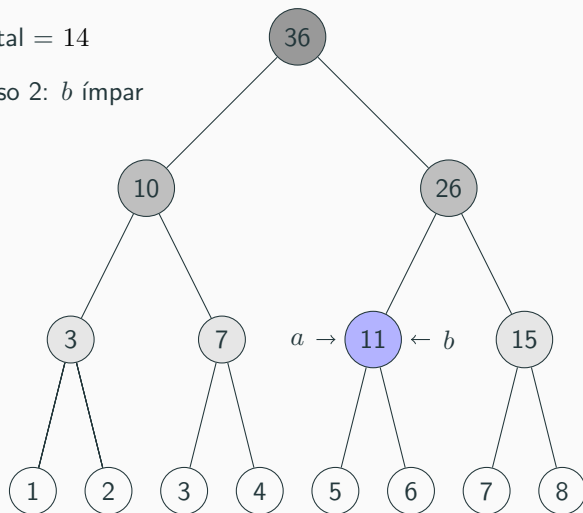 tal = 14
36
so 2: b ímpar
10 26
3 7 a → 11 ← b 15
1 2 3 4 5 6 7 8